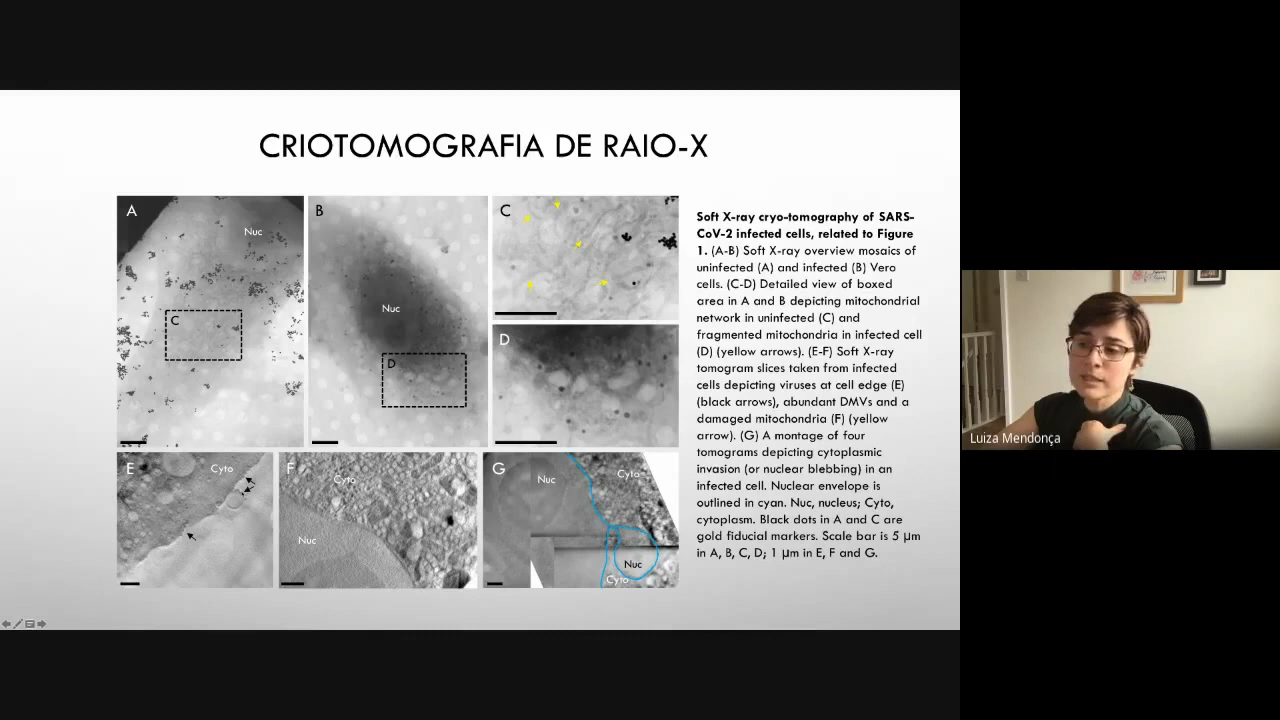 CRIOTOMOGRAFIA DE RAIO-X
A
Nuc
C
B
Nuc
D
C
D
E
Cyto
F
Cyto
Nuc
G
Nuc
Cyto
Nuc
Cyto
Soft X-ray cryo-tomography of SARS-
CoV-2 infected cells, related to Figure
1. (A-B) Soft X-ray overview mosaics of
uninfected (A) and infected (B) Vero
cells. (C-D) Detailed view of boxed
area in A and B depicting mitochondrial
network in uninfected (C) and
fragmented mitochondria in infected cell
(D) (yellow arrows). (E-F) Soft X-ray
tomogram slices taken from infected
cells depicting viruses at cell edge (E)
(black arrows), abundant DMVs and a
damaged mitochondria (F) (yellow
arrow). (G) A montage of four
tomograms depicting cytoplasmic
invasion (or nuclear blebbing) in an
infected cell. Nuclear envelope is
outlined in cyan. Nuc, nucleus; Cyto,
cytoplasm. Black dots in A and C are
gold fiducial markers. Scale bar is 5 µm
in A, B, C, D; 1 µm in E, F and G.
Luiza Mendonça